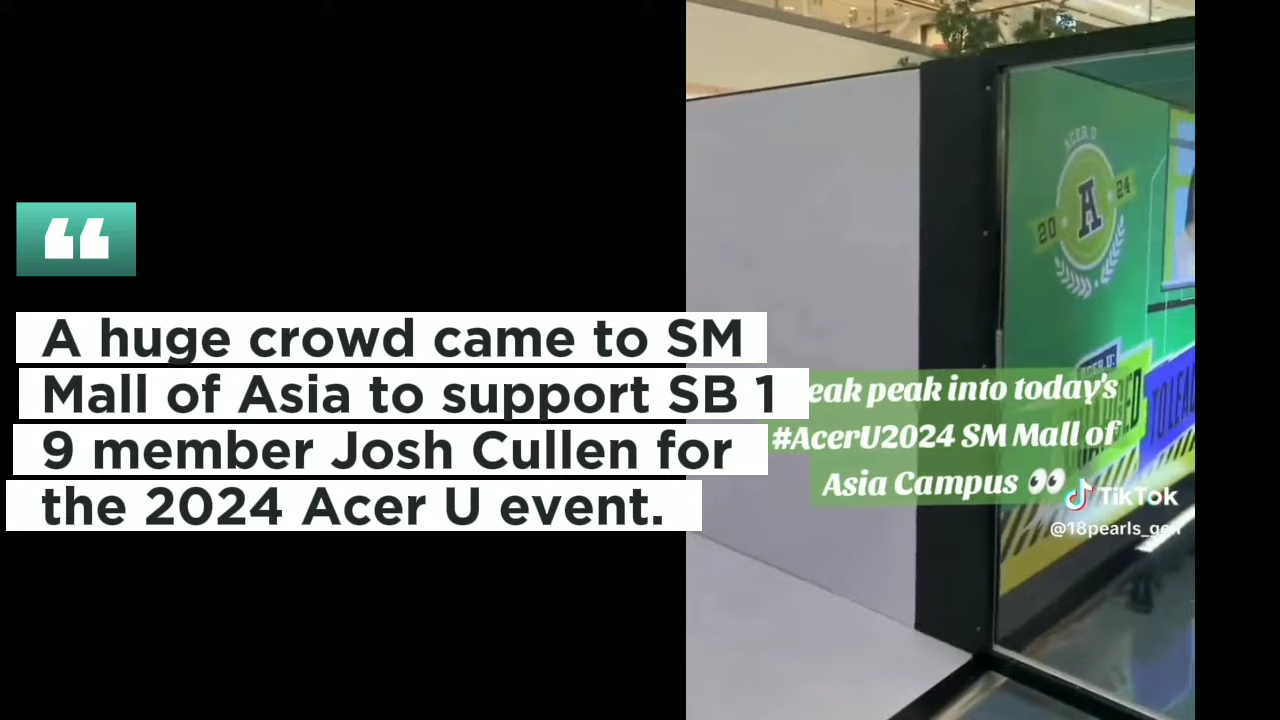 A huge crowd came to SM
Mall of Asia to support SB 1
9 member Josh Cullen for
the 2024 Acer U event.
eak peak into today's
#AcerU2024 SM Mall of
Asia Campus 👀
TikTok
ACER U
20 A 24
ACER U: